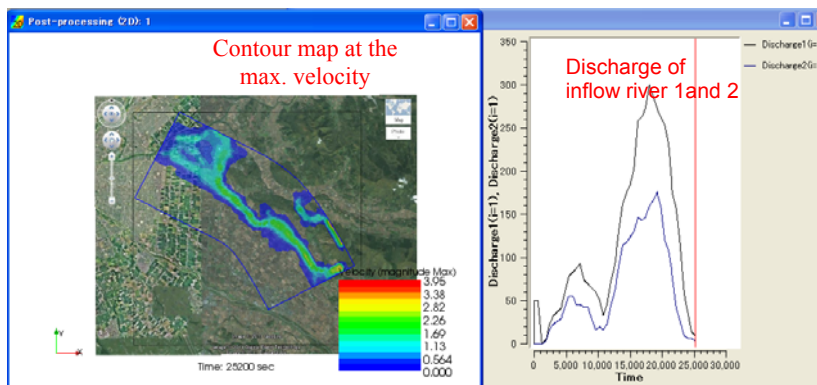 Post-processing (2D): 1
Contour map at the
max. velocity
Map
Velocity (magnitude Max)
3.95
3.38
2.82
2.26
1.69
1.13
0.564
0.000
Y
X
Time: 25200 sec
Discharge of
inflow river 1and 2
Discharge1(i=
Discharge2(i=
Discharge1(i=1), Discharge2(i=1)
350
300
250
200
150
100
50
0
0
5,000
10,000
15,000
20,000
25,000
30,000
Time